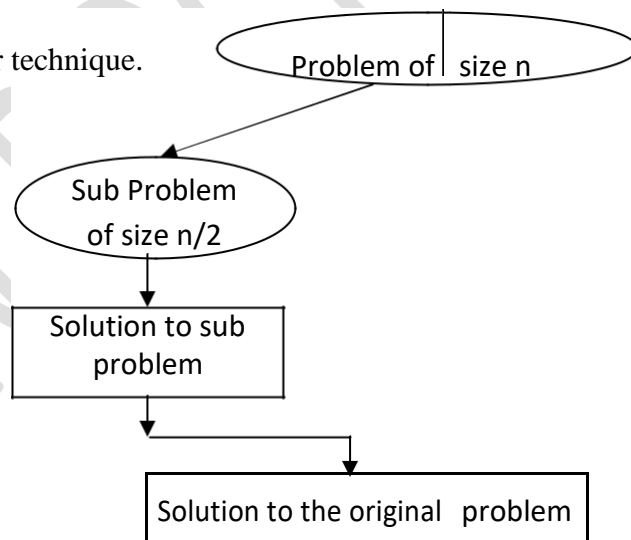 r technique.
Problem of size n
Sub Problem
of size n/2
Solution to sub
problem
Solution to the original problem